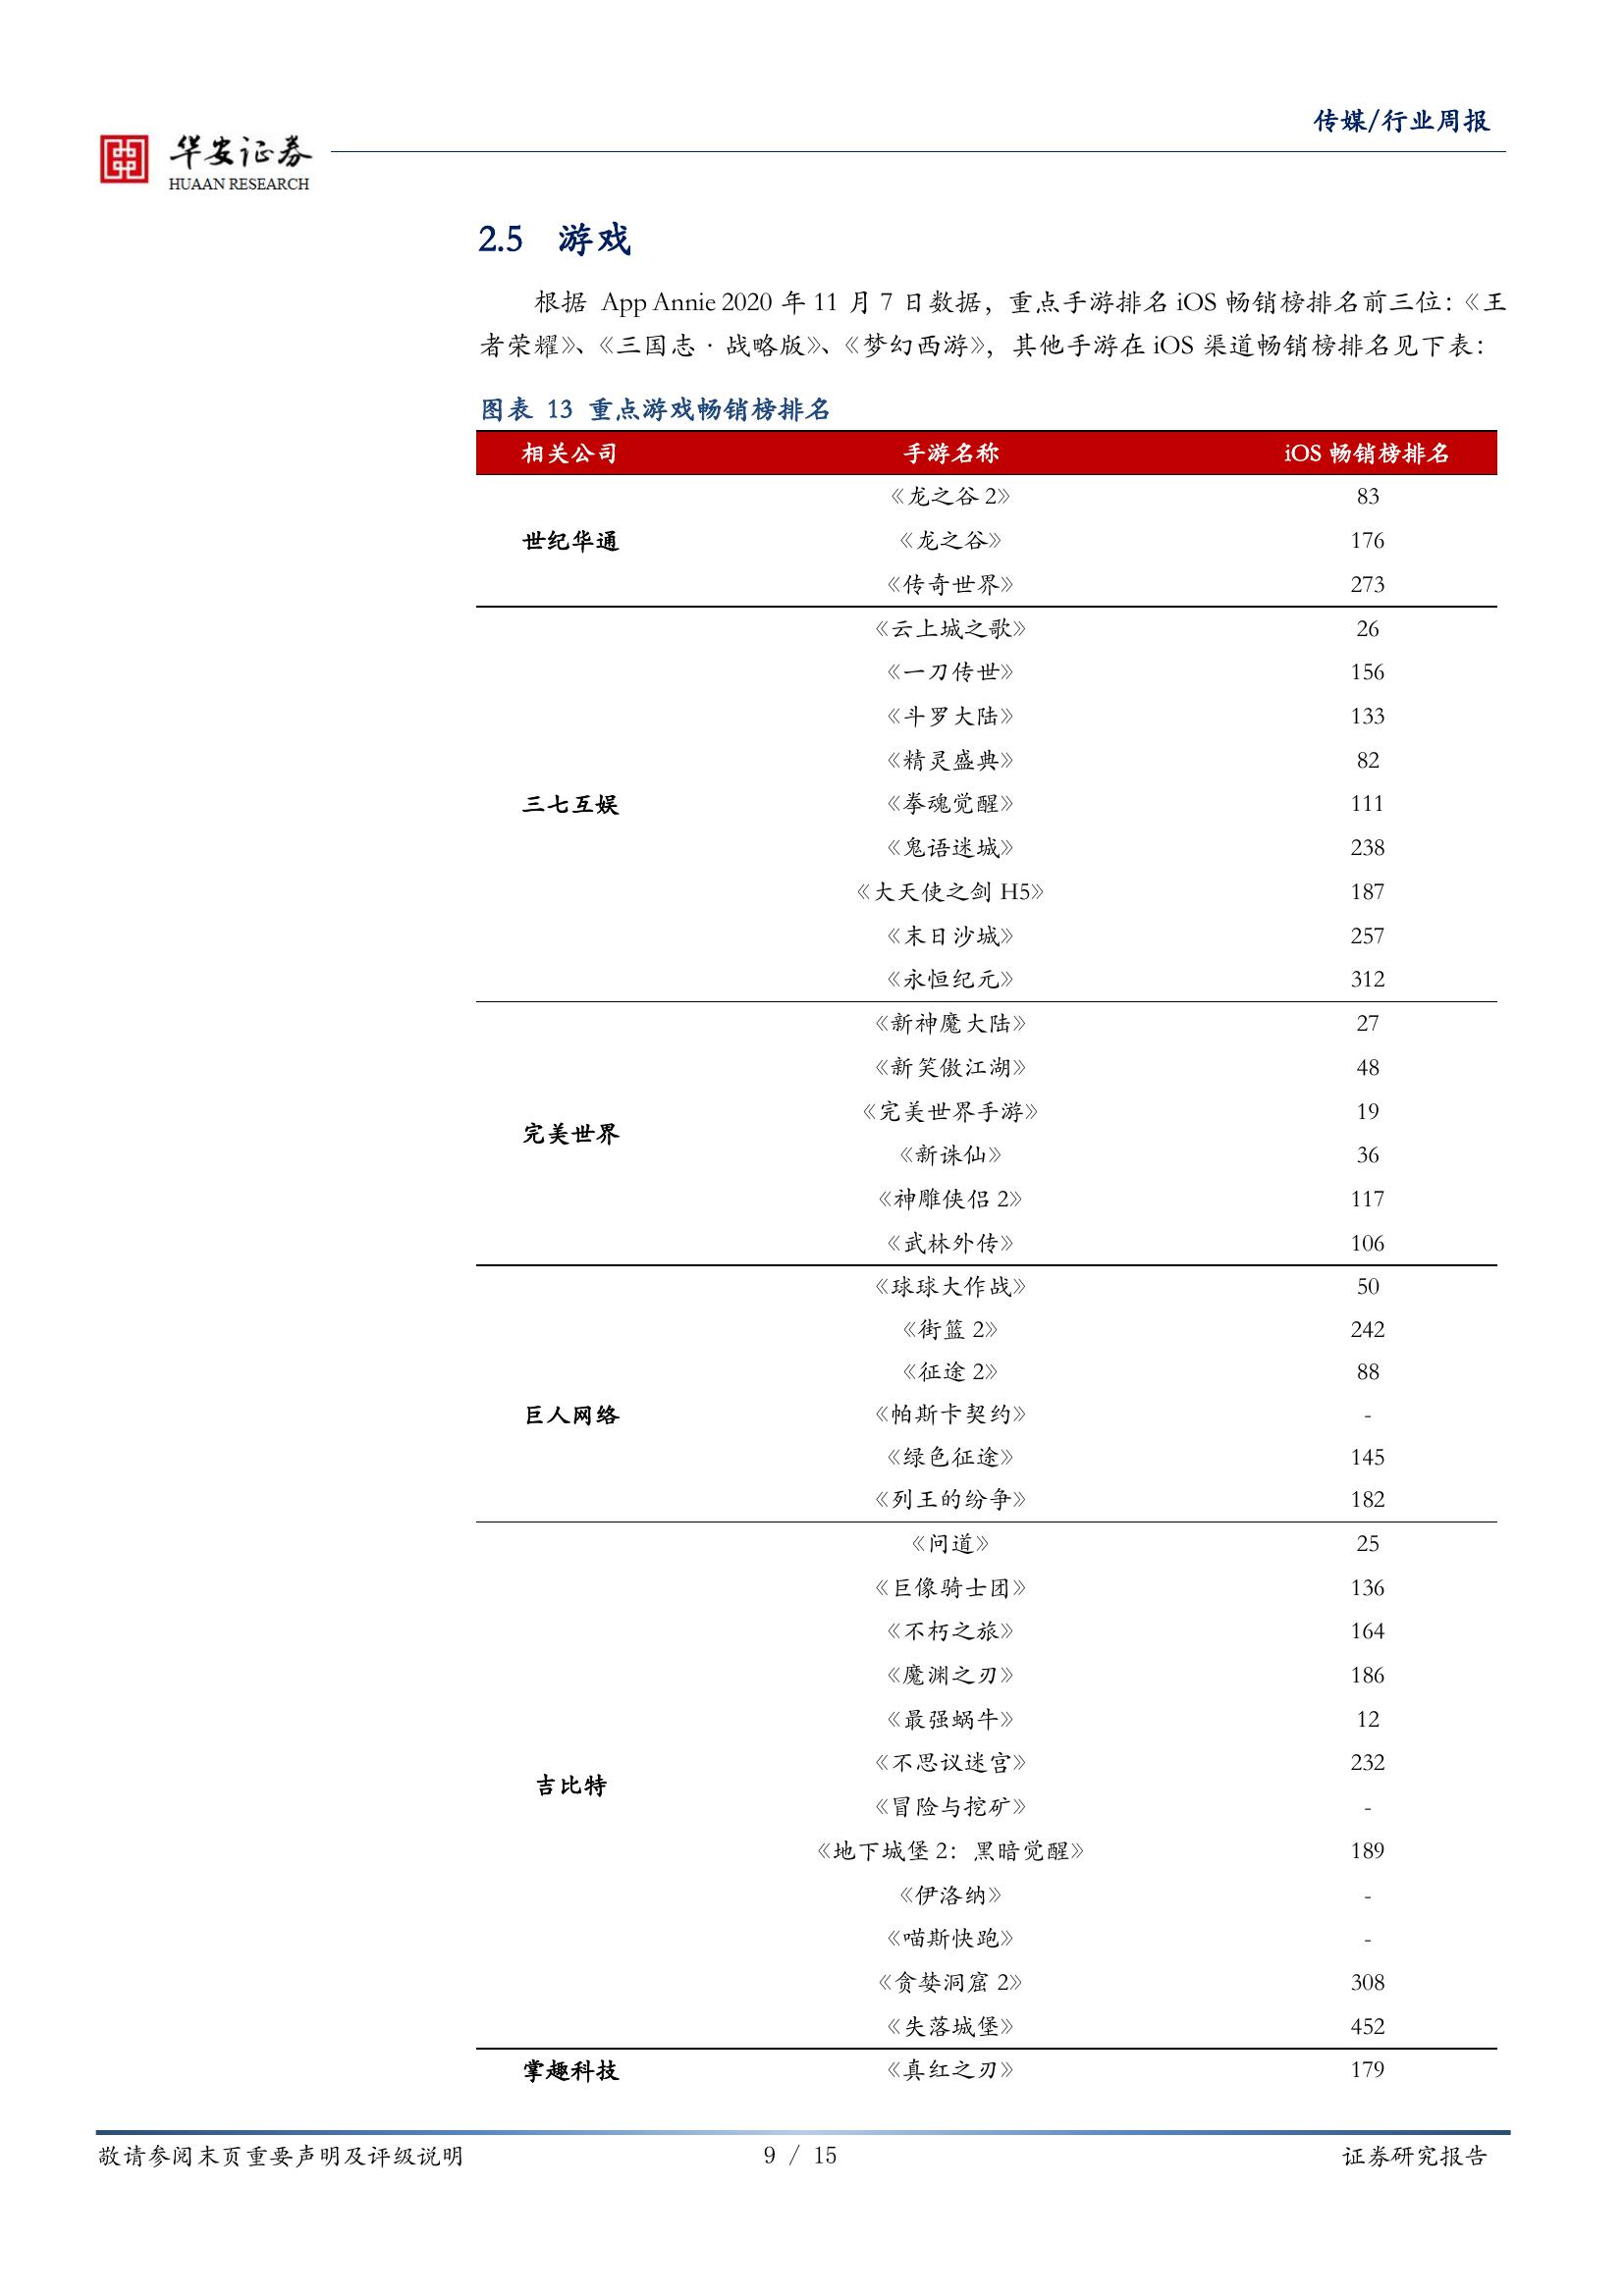 传媒/行业周报
华安证券
HUAAN RESEARCH
2.5 游戏
根据 App Annie 2020 年 11 月 7 日数据，重点手游排名 iOS 畅销榜排名前三位：《王
者荣耀》、《三国志·战略版》、《梦幻西游》，其他手游在 iOS 渠道畅销榜排名见下表：
图表 13 重点游戏畅销榜排名
相关公司 手游名称 iOS 畅销榜排名
《龙之谷 2》 83
世纪华通 《龙之谷》 176
《传奇世界》 273
《云上城之歌》 26
《一刀传世》 156
《斗罗大陆》 133
《精灵盛典》 82
三七互娱 《拳魂觉醒》 111
《鬼语迷城》 238
《大天使之剑 H5》 187
《末日沙城》 257
《永恒纪元》 312
《新神魔大陆》 27
《新笑傲江湖》 48
《完美世界手游》 19
完美世界
《新诛仙》 36
《神雕侠侣 2》 117
《武林外传》 106
《球球大作战》 50
《街篮 2》 242
《征途 2》 88
巨人网络 《帕斯卡契约》 -
《绿色征途》 145
《列王的纷争》 182
《问道》 25
《巨像骑士团》 136
《不朽之旅》 164
《魔渊之刃》 186
《最强蜗牛》 12
《不思议迷宫》 232
吉比特
《冒险与挖矿》 -
《地下城堡 2：黑暗觉醒》 189
《伊洛纳》 -
《喵斯快跑》 -
《贪婪洞窟 2》 308
《失落城堡》 452
掌趣科技 《真红之刃》 179
敬请参阅末页重要声明及评级说明 9 / 15 证券研究报告